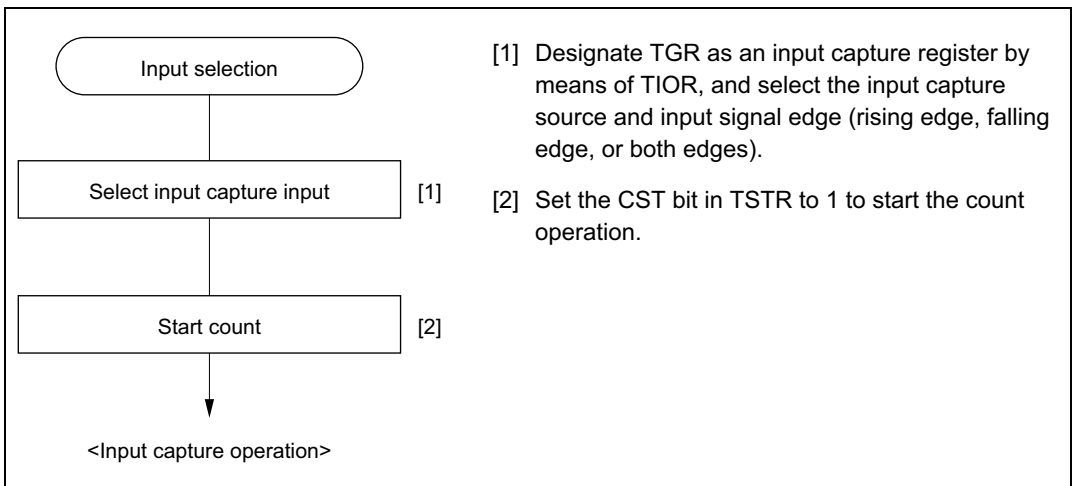 Input selection
Select input capture input
[1]
Start count
[2]
<Input capture operation>
[1] Designate TGR as an input capture register by
means of TIOR, and select the input capture
source and input signal edge (rising edge, falling
edge, or both edges).
[2] Set the CST bit in TSTR to 1 to start the count
operation.